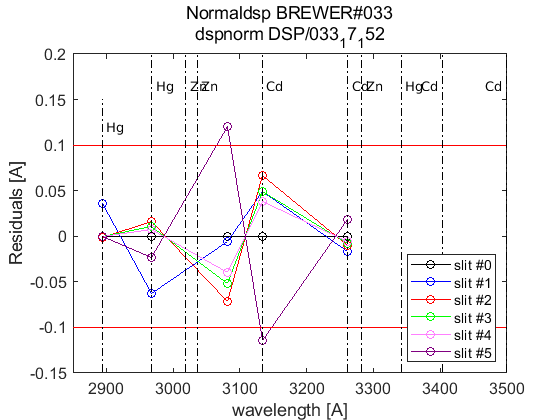 Normaldsp BREWER#033
dspnorm DSP/033₁7₁52
0.2
0.15
0.1
0.05
0
-0.05
-0.1
-0.15
Residuals [A]
Hg
Hg
Zn
Zn
Cd
Cd
Zn
Hg
Cd
Cd
slit #0
slit #1
slit #2
slit #3
slit #4
slit #5
2900 3000 3100 3200 3300 3400 3500
wavelength [A]